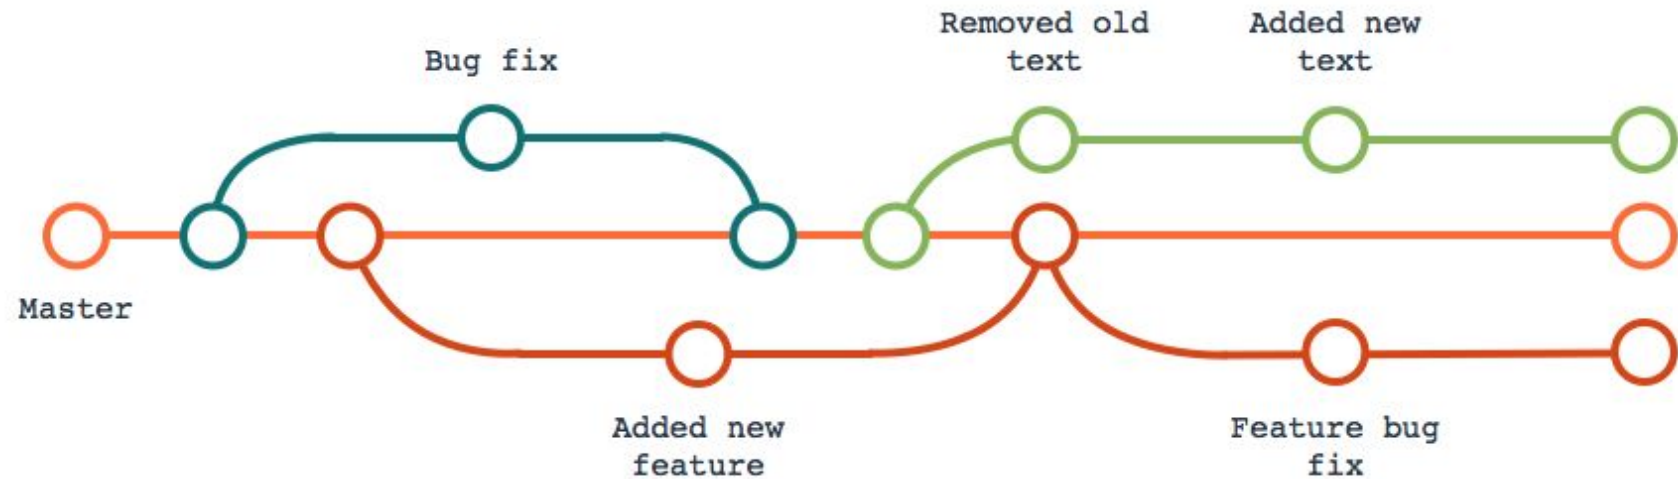 Removed old
text
Added new
text
Bug fix
Master
Added new
feature
Feature bug
fix